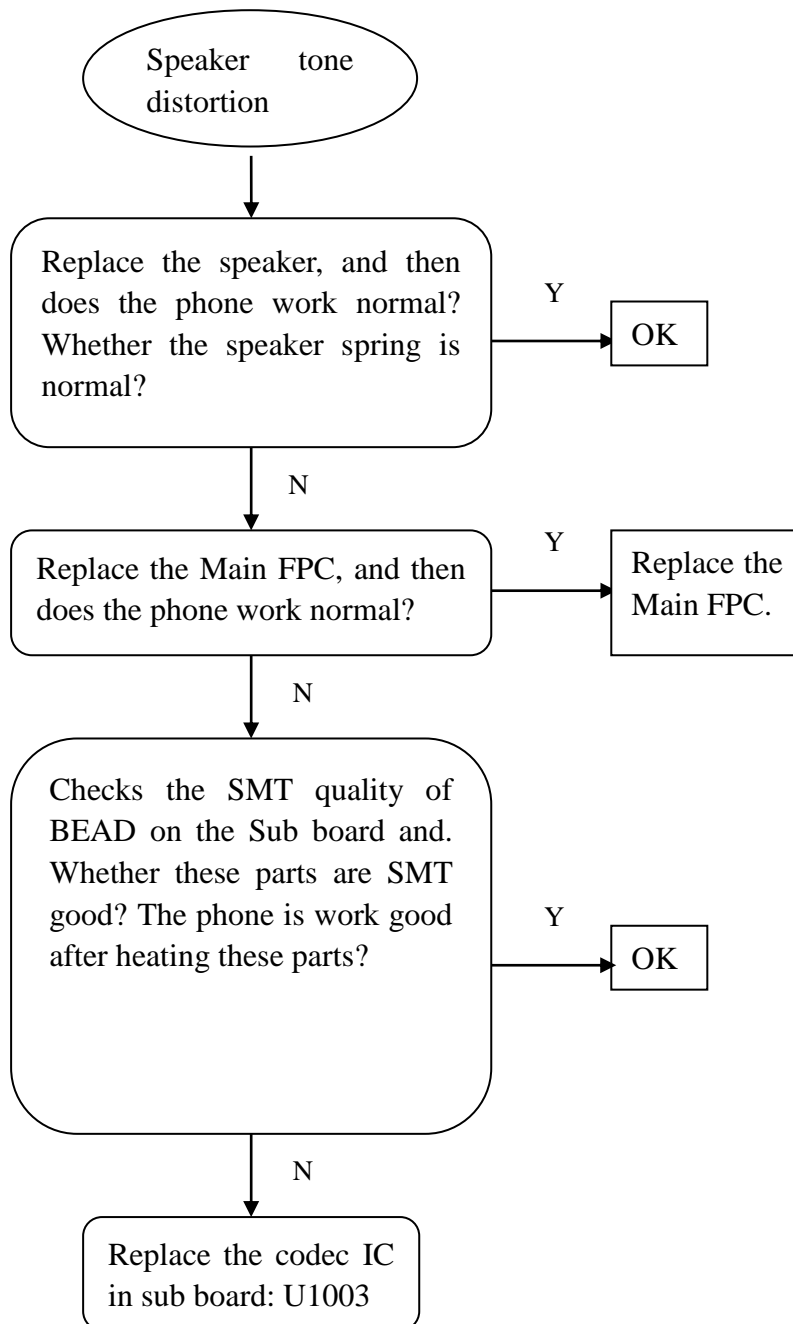 Speaker tone
distortion
Replace the speaker, and then
does the phone work normal?
Whether the speaker spring is
normal?
Y
OK
N
Replace the Main FPC, and then
does the phone work normal?
Y
Replace the
Main FPC.
N
Checks the SMT quality of
BEAD on the Sub board and.
Whether these parts are SMT
good? The phone is work good
after heating these parts?
Y
OK
N
Replace the codec IC
in sub board: U1003